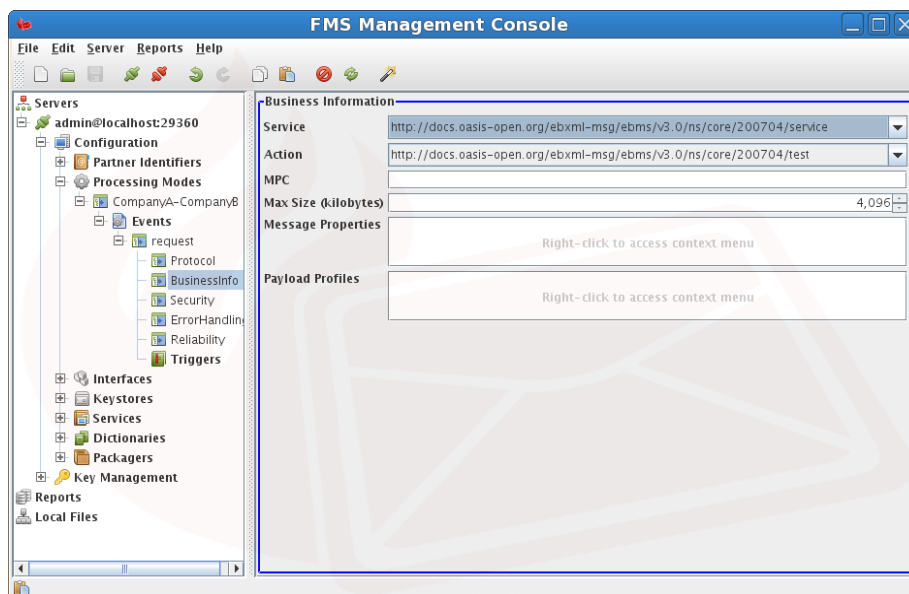 FMS Management Console
File Edit Server Reports Help
Servers
admin@localhost:29360
Configuration
Partner Identifiers
Processing Modes
CompanyA-CompanyB
Events
request
Protocol
BusinessInfo
Security
ErrorHandling
Reliability
Triggers
Interfaces
Keystores
Services
Dictionaries
Packagers
Key Management
Reports
Local Files
Business Information
Service http://docs.oasis-open.org/ebxml-msg/ebms/v3.0/ns/core/200704/service
Action http://docs.oasis-open.org/ebxml-msg/ebms/v3.0/ns/core/200704/test
MPC
Max Size (kilobytes) 4,096
Message Properties
Right-click to access context menu
Payload Profiles
Right-click to access context menu